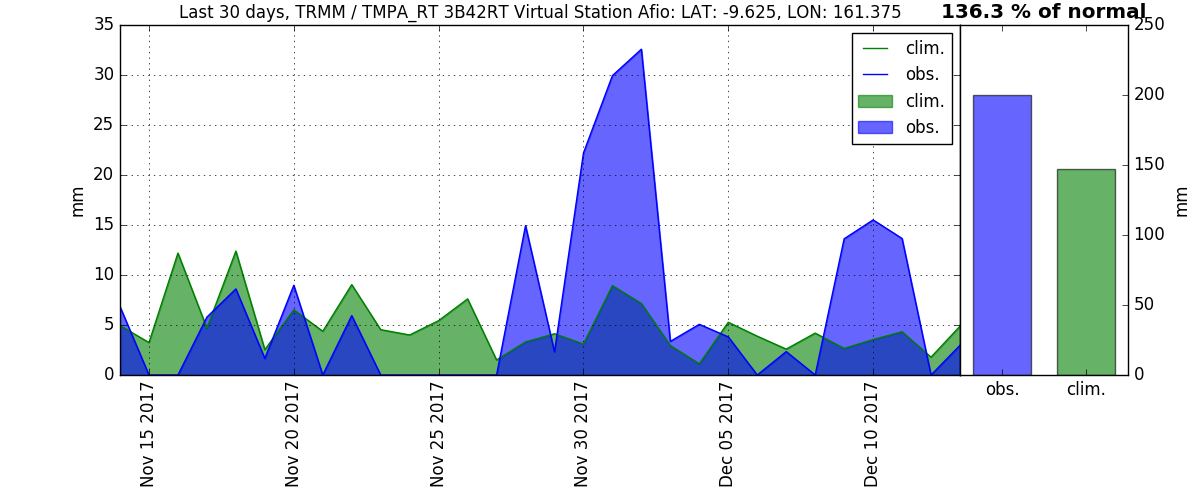 Last 30 days, TRMM / TMPA_RT 3B42RT Virtual Station Afio: LAT: -9.625, LON: 161.375
136.3 % of normal
35
30
25
20
15
10
5
0
mm
clim.
obs.
clim.
obs.
250
200
150
100
50
0
mm
obs.
clim.
Nov 15 2017
Nov 20 2017
Nov 25 2017
Nov 30 2017
Dec 05 2017
Dec 10 2017